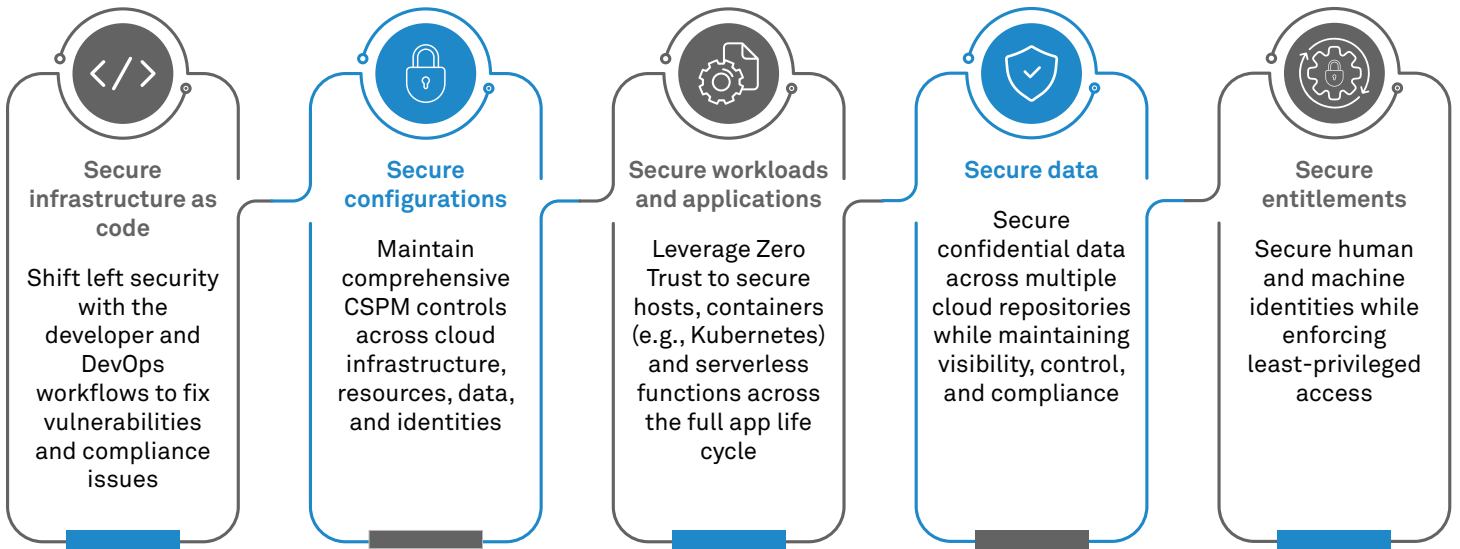 Secure
infrastructure as
code
Shift left security
with the
developer and
DevOps
workflows to fix
vulnerabilities
and compliance
issues
Secure
configurations
Maintain
comprehensive
CSPM controls
across cloud
infrastructure,
resources, data,
and identities
Secure workloads
and applications
Leverage Zero
Trust to secure
hosts, containers
(e.g., Kubernetes)
and serverless
functions across
the full app life
cycle
Secure data
Secure
confidential data
across multiple
cloud repositories
while maintaining
visibility, control,
and compliance
Secure
entitlements
Secure human
and machine
identities while
enforcing
least-privileged
access